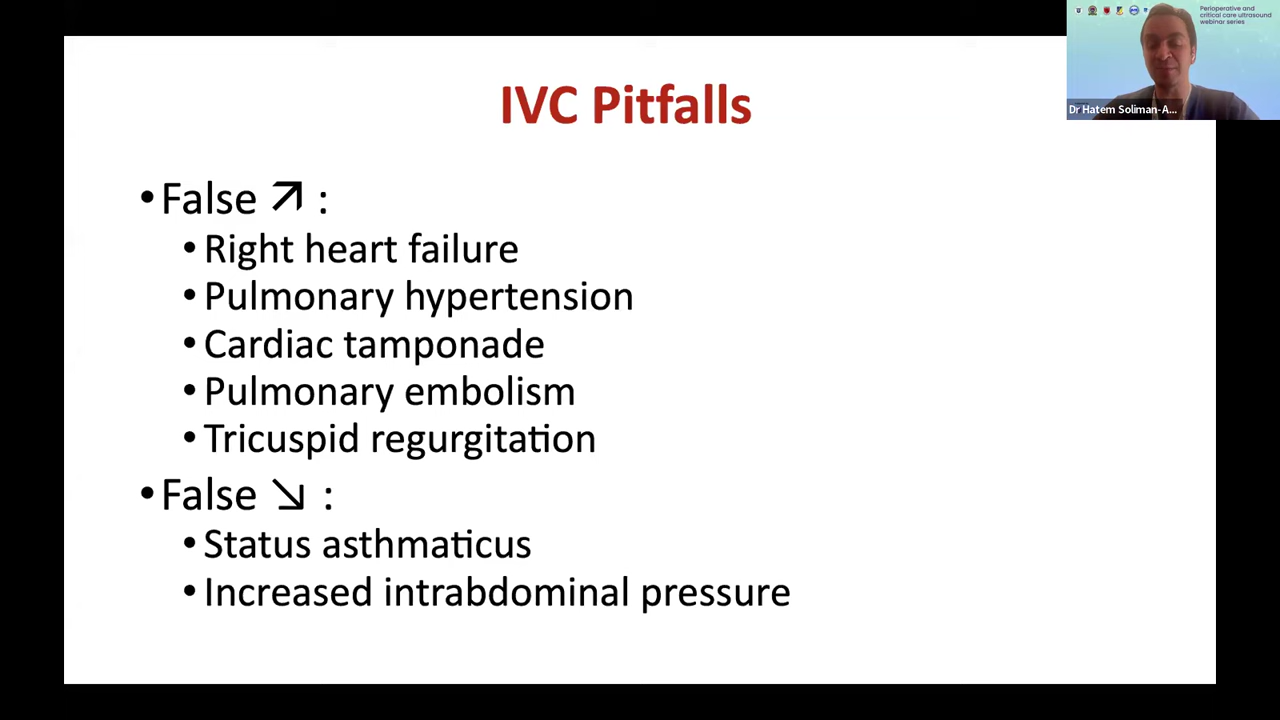 Perioperative and
critical care ultrasound
webinar series
Dr Hatem Soliman-A...
IVC Pitfalls
•False ↗ :
•Right heart failure
•Pulmonary hypertension
•Cardiac tamponade
•Pulmonary embolism
•Tricuspid regurgitation
•False ↘ :
•Status asthmaticus
•Increased intrabdominal pressure